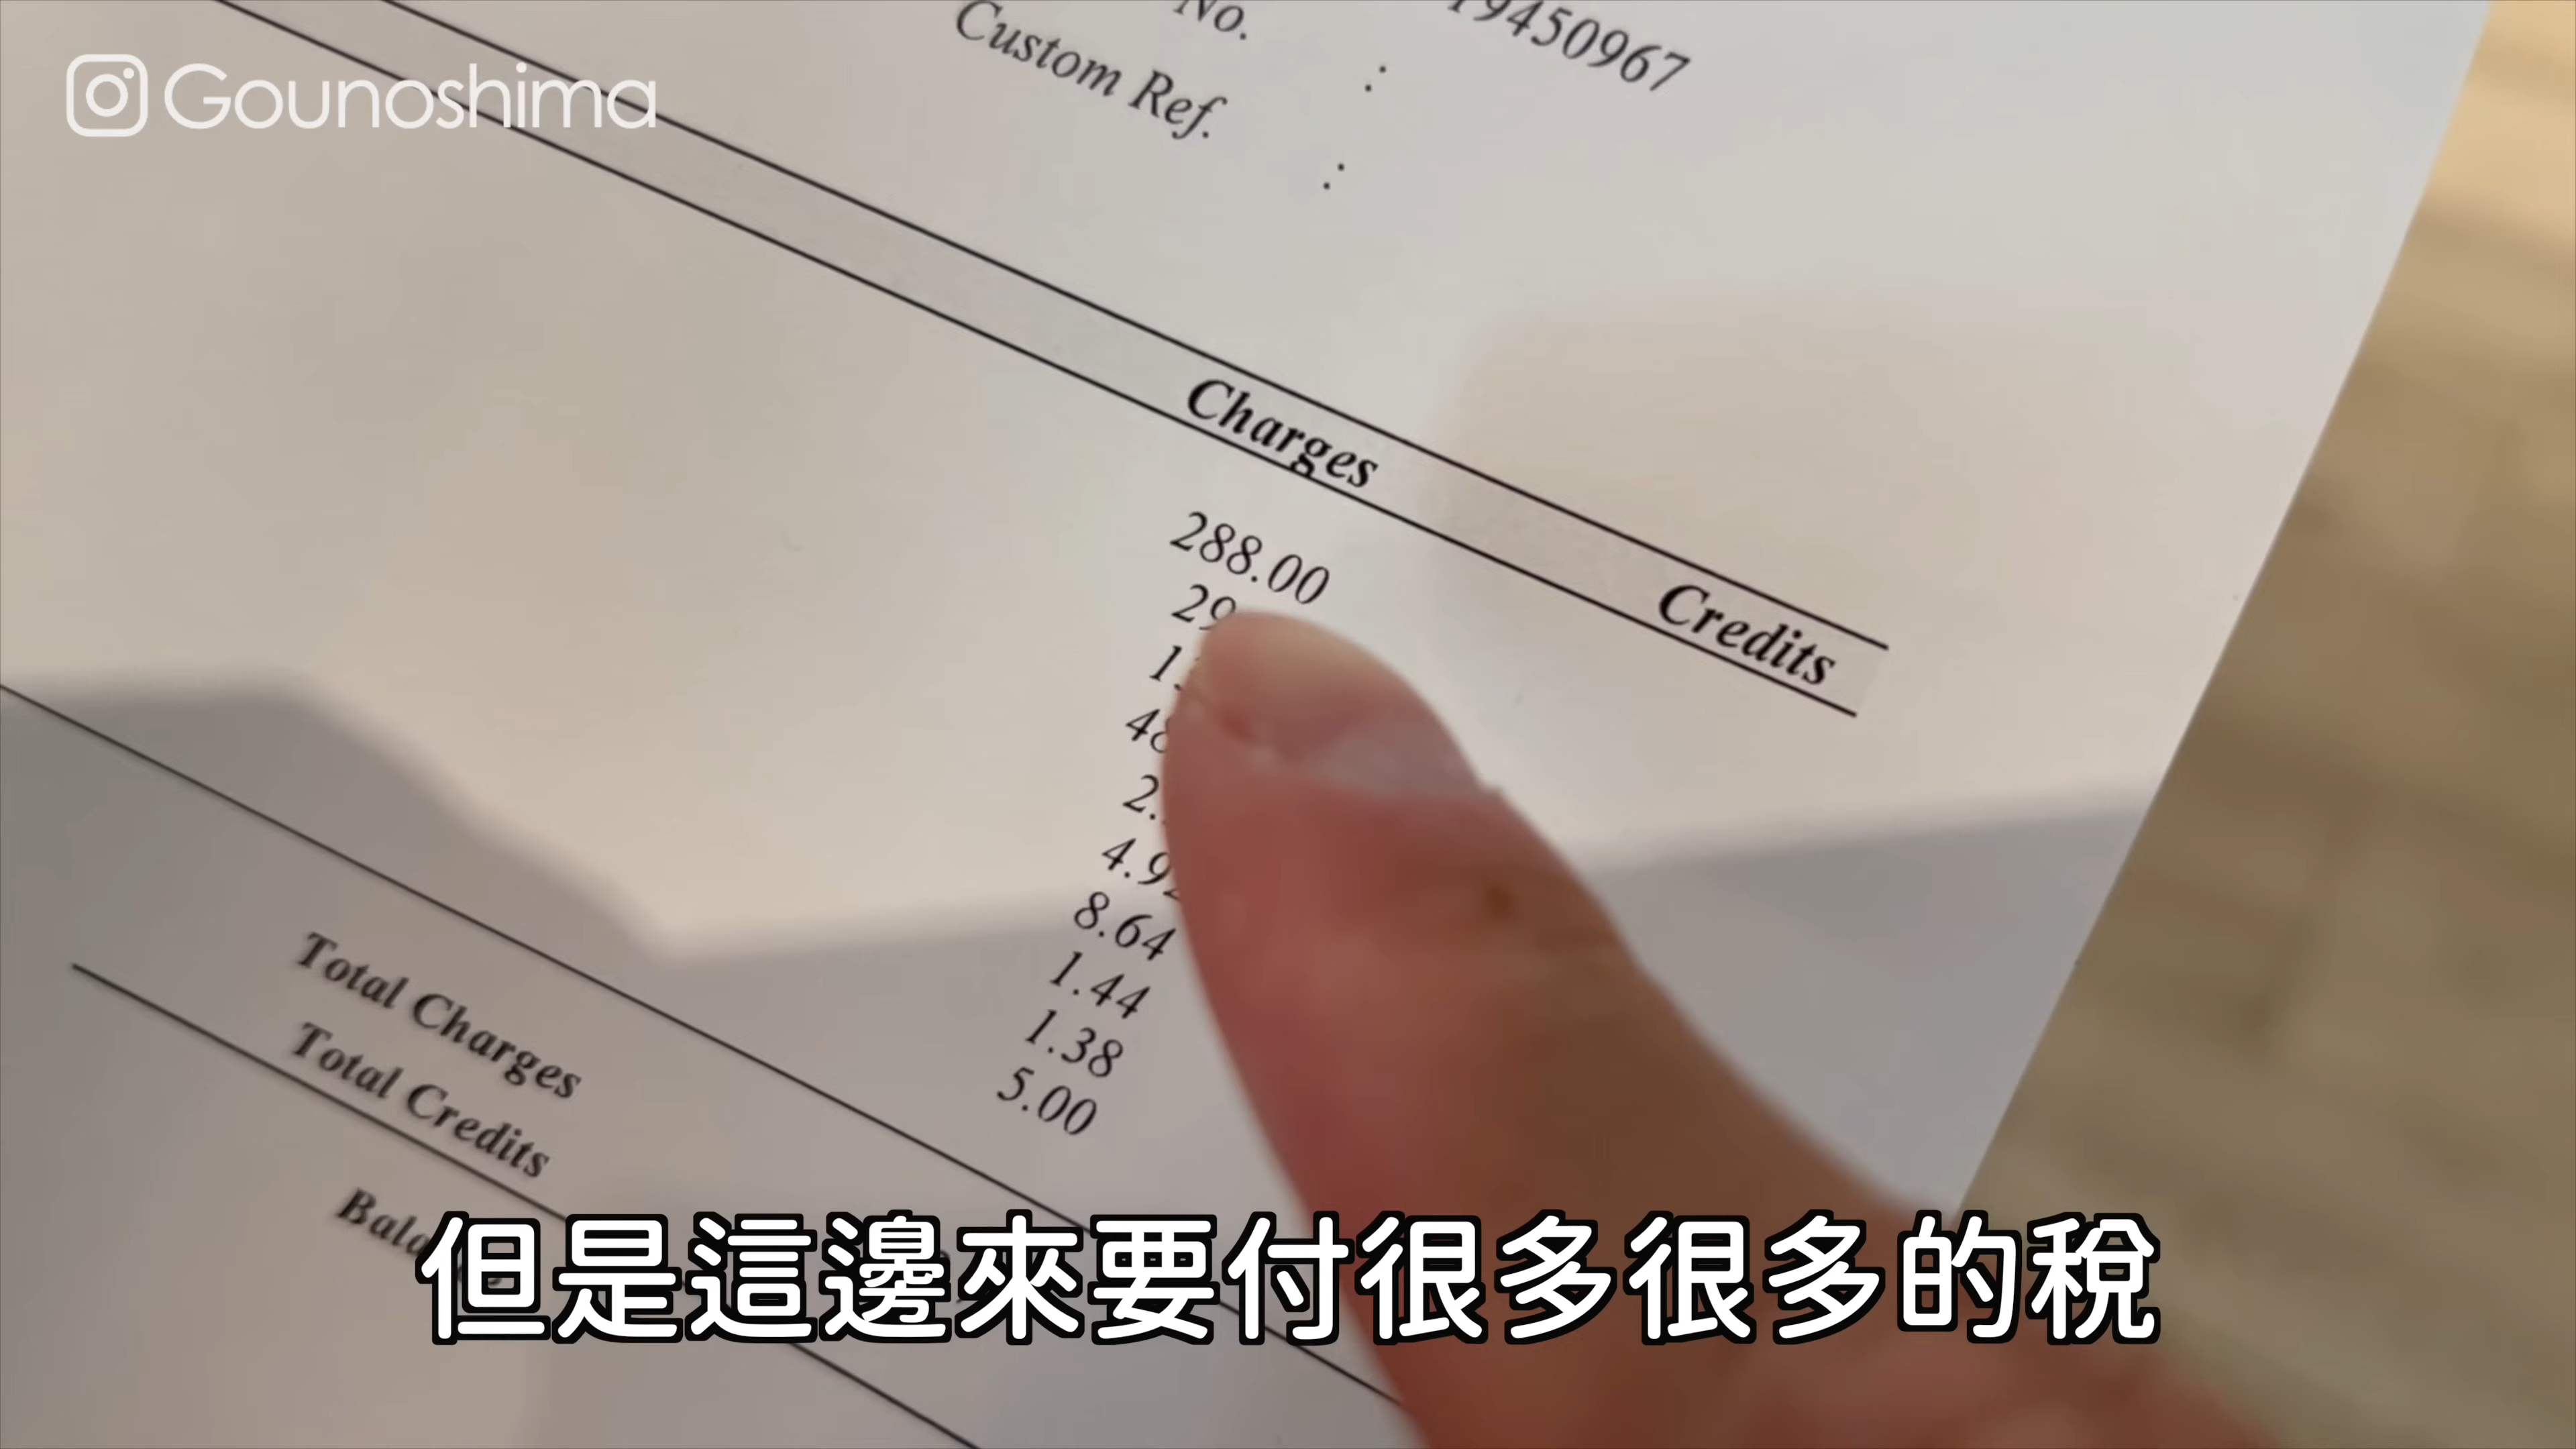 Gounoshima
No.
19450967
Custom Ref.
:
:
Charges
Credits
288.00
8.64
1.44
1.38
5.00
Total Charges
Total Credits
但是這邊來要付很多很多的稅